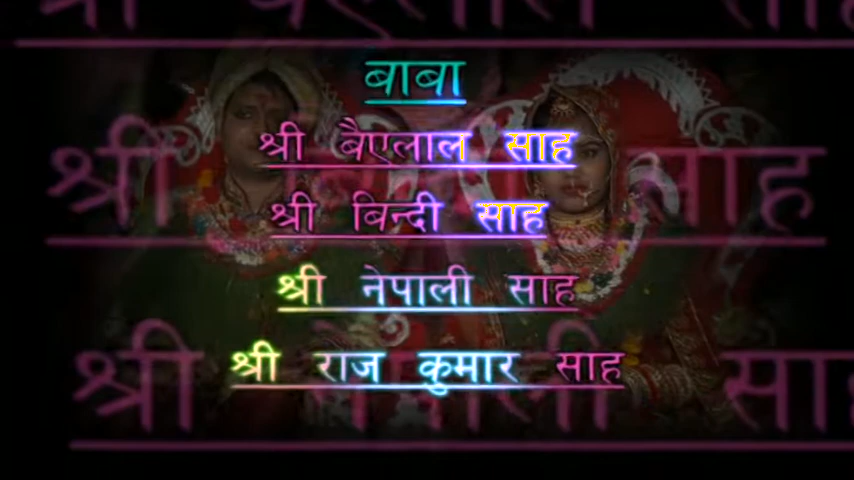 बाबा
श्री बैएलाल साह
श्री बिन्दी साह
श्री नेपाली साह
श्री राज कुमार साह